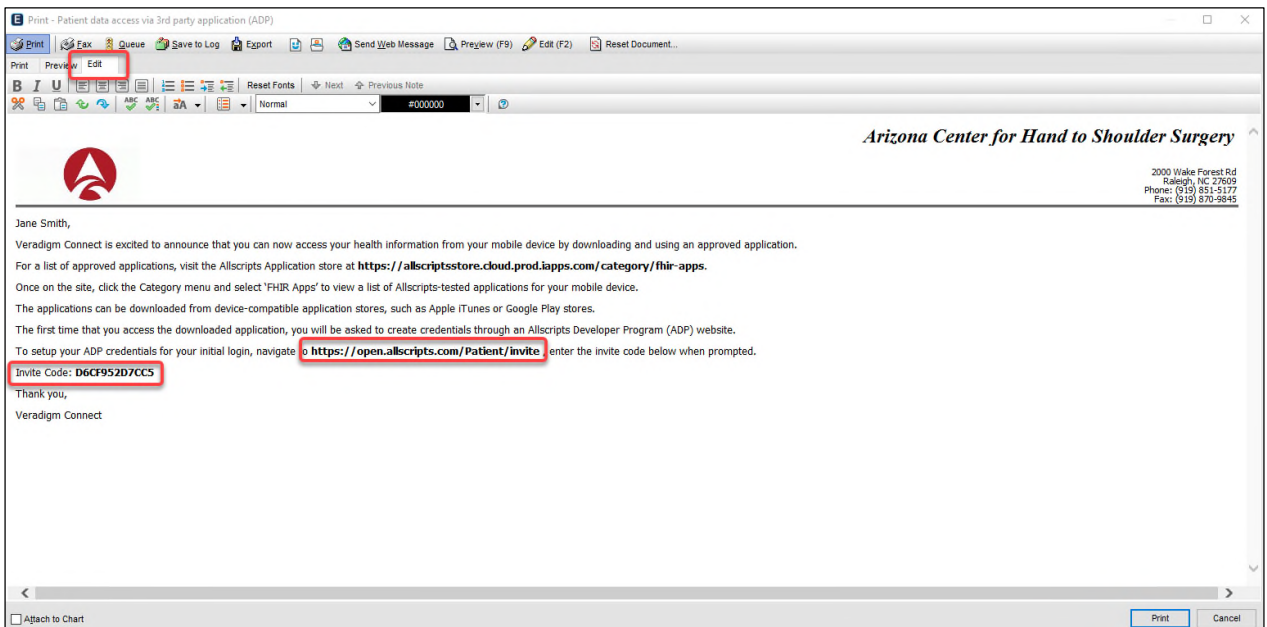 Print - Patient data access via 3rd party application (ADP)
Print Fax Queue Save to Log Export Send Web Message Preview (F9) Edit (F2) Reset Document...
Print Preview Edit
B I U Reset Fonts Next Previous Note
ABC ABC aA Normal #000000
Arizona Center for Hand to Shoulder Surgery
2000 Wake Forest Rd
Raleigh, NC 27609
Phone: (919) 851-5177
Fax: (919) 870-9845
Jane Smith,
Veradigm Connect is excited to announce that you can now access your health information from your mobile device by downloading and using an approved application.
For a list of approved applications, visit the Allscripts Application store at https://allscriptsstore.cloud.prod.iapps.com/category/fhir-apps.
Once on the site, click the Category menu and select 'FHIR Apps' to view a list of Allscripts-tested applications for your mobile device.
The applications can be downloaded from device-compatible application stores, such as Apple iTunes or Google Play stores.
The first time that you access the downloaded application, you will be asked to create credentials through an Allscripts Developer Program (ADP) website.
To setup your ADP credentials for your initial login, navigate o https://open.allscripts.com/Patient/invite , enter the invite code below when prompted.
Invite Code: D6CF952D7CC5
Thank you,
Veradigm Connect
Attach to Chart
Print Cancel